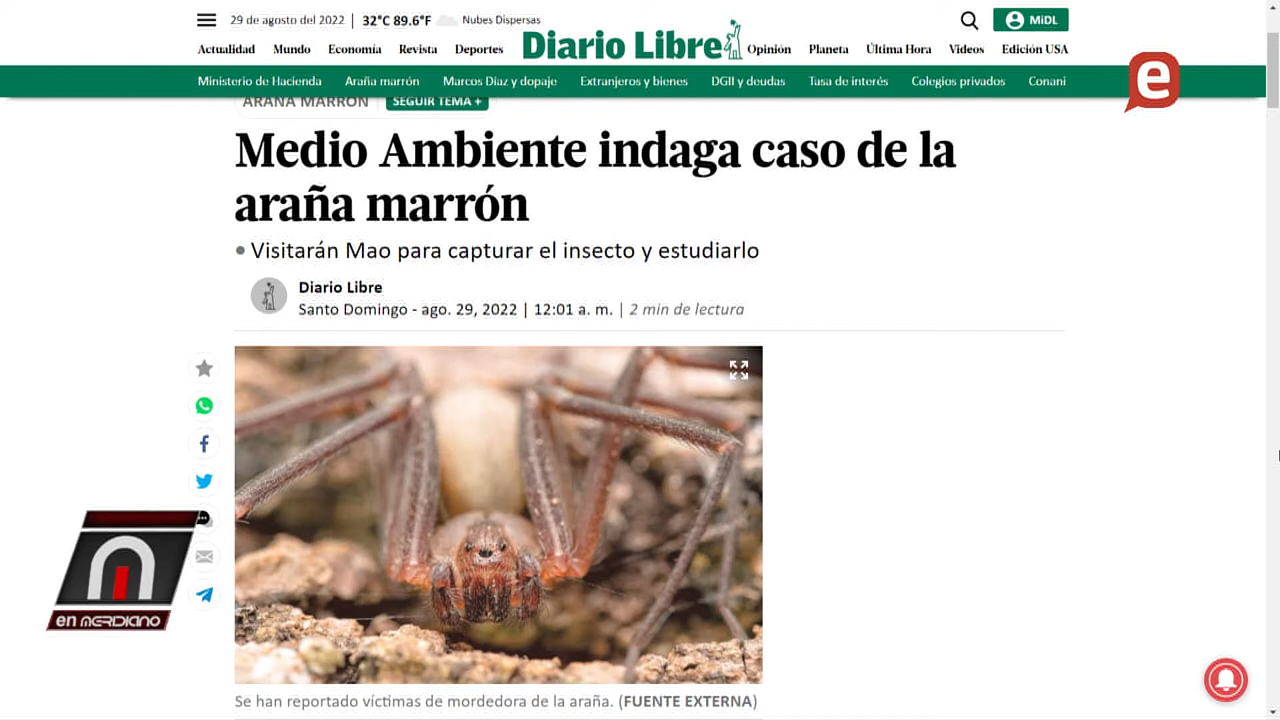 29 de agosto del 2022 | 32°C 89.6°F Nubes Dispersas
MiDL
Actualidad Mundo Economía Revista Deportes Diario Libre Opinión Planeta Última Hora Videos Edición USA
Ministerio de Hacienda Araña marrón Marcos Díaz y dopaje Extranjeros y bienes DGII y deudas Tasa de interés Colegios privados Conani
e
ARAÑA MARRÓN SEGUIR TEMA +
Medio Ambiente indaga caso de la
araña marrón
• Visitarán Mao para capturar el insecto y estudiarlo
Diario Libre
Santo Domingo - ago. 29, 2022 | 12:01 a. m. | 2 min de lectura
en MERIDIANO
Se han reportado víctimas de mordedora de la araña. (FUENTE EXTERNA)